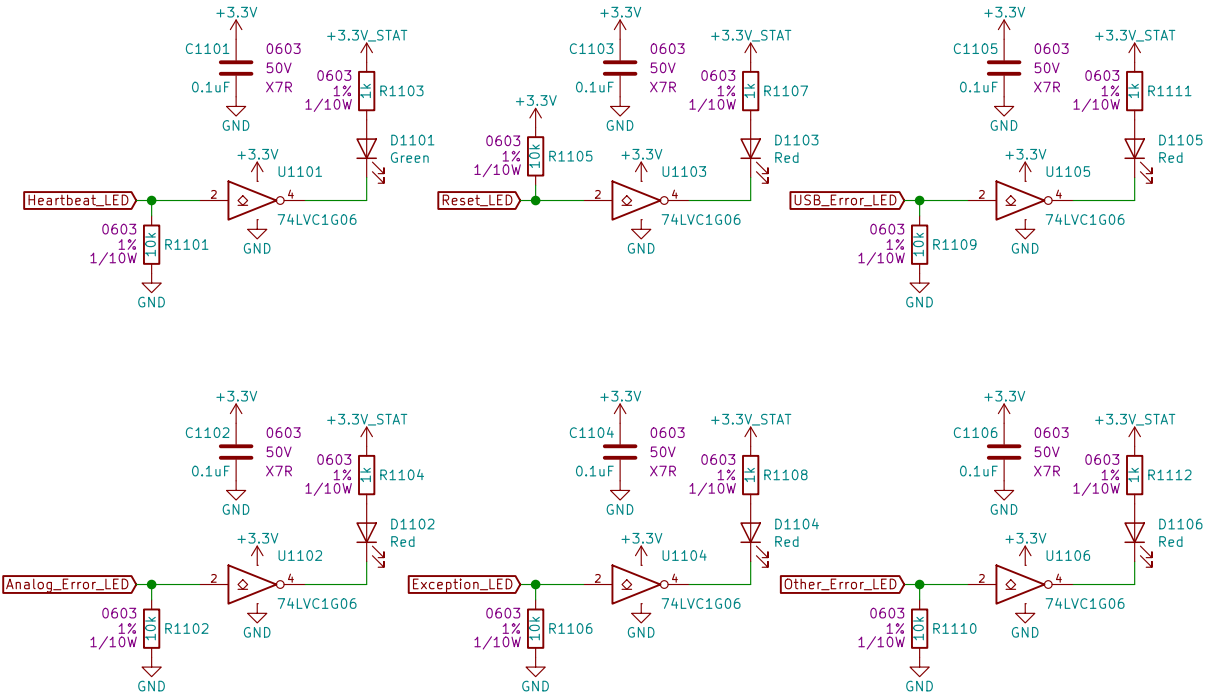 +3.3V
C1101
0603
50V
X7R
0.1uF
GND
+3.3V_STAT
0603
1%
1/10W
1k
R1103
D1101
Green
+3.3V
U1101
Heartbeat_LED
2
4
74LVC1G06
GND
0603
1%
1/10W
10k
R1101
GND
+3.3V
C1103
0603
50V
X7R
0.1uF
GND
+3.3V_STAT
0603
1%
1/10W
1k
R1107
D1103
Red
+3.3V
0603
1%
1/10W
10k
R1105
+3.3V
U1103
Reset_LED
2
4
74LVC1G06
GND
+3.3V
C1105
0603
50V
X7R
0.1uF
GND
+3.3V_STAT
0603
1%
1/10W
1k
R1111
D1105
Red
+3.3V
U1105
USB_Error_LED
2
4
74LVC1G06
GND
0603
1%
1/10W
10k
R1109
GND
+3.3V
C1102
0603
50V
X7R
0.1uF
GND
+3.3V_STAT
0603
1%
1/10W
1k
R1104
D1102
Red
+3.3V
U1102
Analog_Error_LED
2
4
74LVC1G06
GND
0603
1%
1/10W
10k
R1102
GND
+3.3V
C1104
0603
50V
X7R
0.1uF
GND
+3.3V_STAT
0603
1%
1/10W
1k
R1108
D1104
Red
+3.3V
U1104
Exception_LED
2
4
74LVC1G06
GND
0603
1%
1/10W
10k
R1106
GND
+3.3V
C1106
0603
50V
X7R
0.1uF
GND
+3.3V_STAT
0603
1%
1/10W
1k
R1112
D1106
Red
+3.3V
U1106
Other_Error_LED
2
4
74LVC1G06
GND
0603
1%
1/10W
10k
R1110
GND